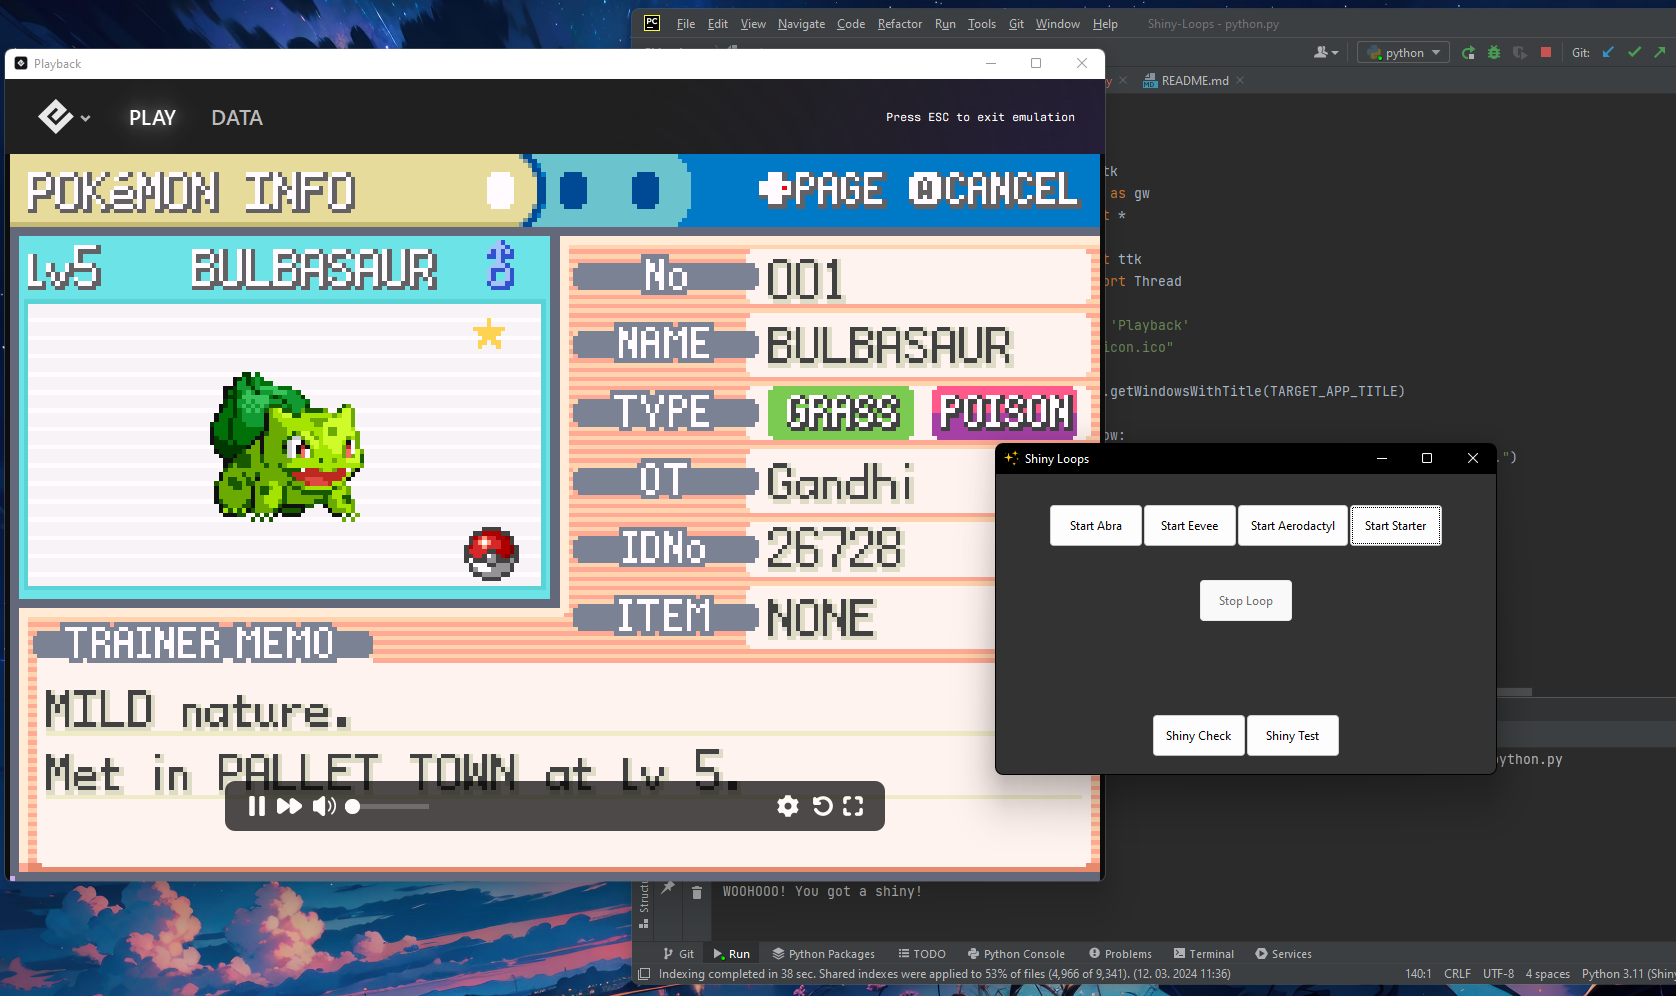 PC File Edit View Navigate Code Refactor Run Tools Git Window Help Shiny-Loops - python.py
python Git:
README.md
Playback
PLAY DATA Press ESC to exit emulation
POKéMON INFO PAGE CANCEL
Lv5 BULBASAUR
No 001
NAME BULBASAUR
TYPE GRASS POISON
OT Gandhi
IDNo 26728
ITEM NONE
TRAINER MEMO
MILD nature.
Met in PALLET TOWN at Lv 5.
tk
as gw
t *
t ttk
ort Thread
'Playback'
icon.ico"
.getWindowsWithTitle(TARGET_APP_TITLE)
ow:
.")
Shiny Loops
Start Abra Start Eevee Start Aerodactyl Start Starter
Stop Loop
Shiny Check Shiny Test
ython.py
WOOHOOO! You got a shiny!
Structu
Git Run Python Packages TODO Python Console Problems Terminal Services
Indexing completed in 38 sec. Shared indexes were applied to 53% of files (4,966 of 9,341). (12. 03. 2024 11:36) 140:1 CRLF UTF-8 4 spaces Python 3.11 (Shin